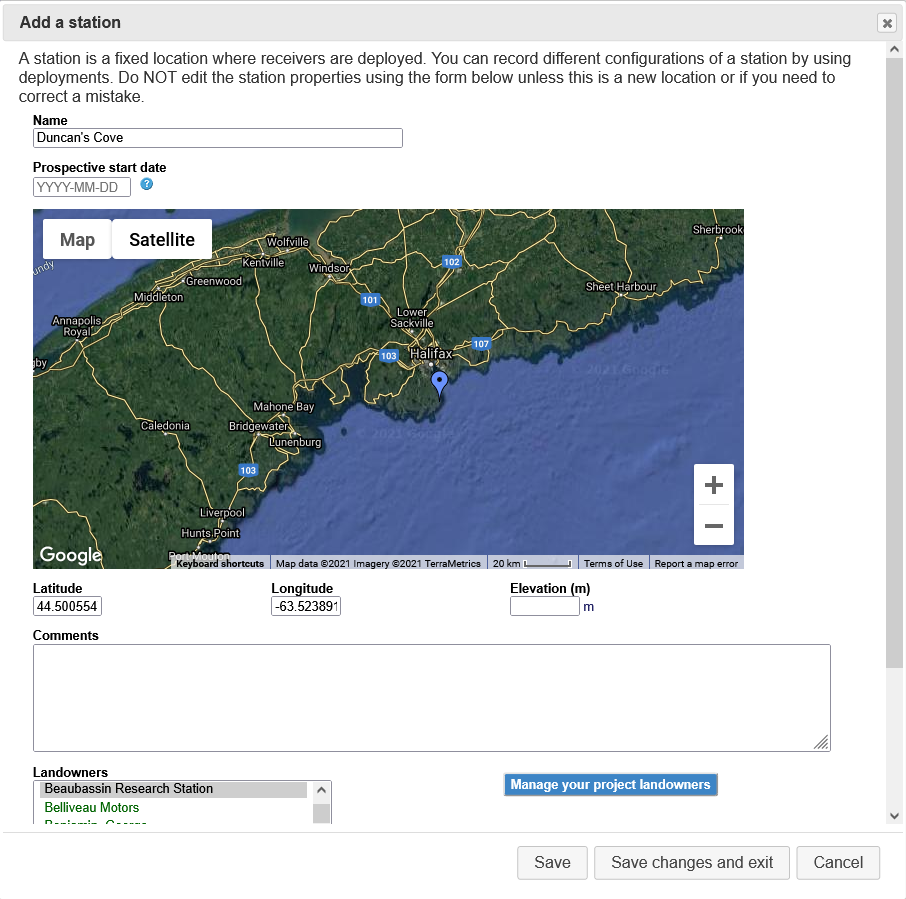 Add a station
A station is a fixed location where receivers are deployed. You can record different configurations of a station by using
deployments. Do NOT edit the station properties using the form below unless this is a new location or if you need to
correct a mistake.
Name
Duncan's Cove
Prospective start date
YYYY-MM-DD
?
Map
Satellite
Sherbrook
Wolfville
Kentville
Windsor
102
undy
Greenwood
Sheet Harbour
Middleton
101
Lower
Sackville
Annapolis
Royal
107
103
Halifax
gby
2021 Google
Mahone Bay
Caledonia
Bridgewater
Lunenburg
103
Liverpool
Hunts Point
Google
Port Mouton
Keyboard shortcuts
Map data ©2021 Imagery ©2021 TerraMetrics
20 km
Terms of Use
Report a map error
Latitude
Longitude
Elevation (m)
44.500554
-63.523891
m
Comments
Landowners
Beaubassin Research Station
Manage your project landowners
Belliveau Motors
Save
Save changes and exit
Cancel